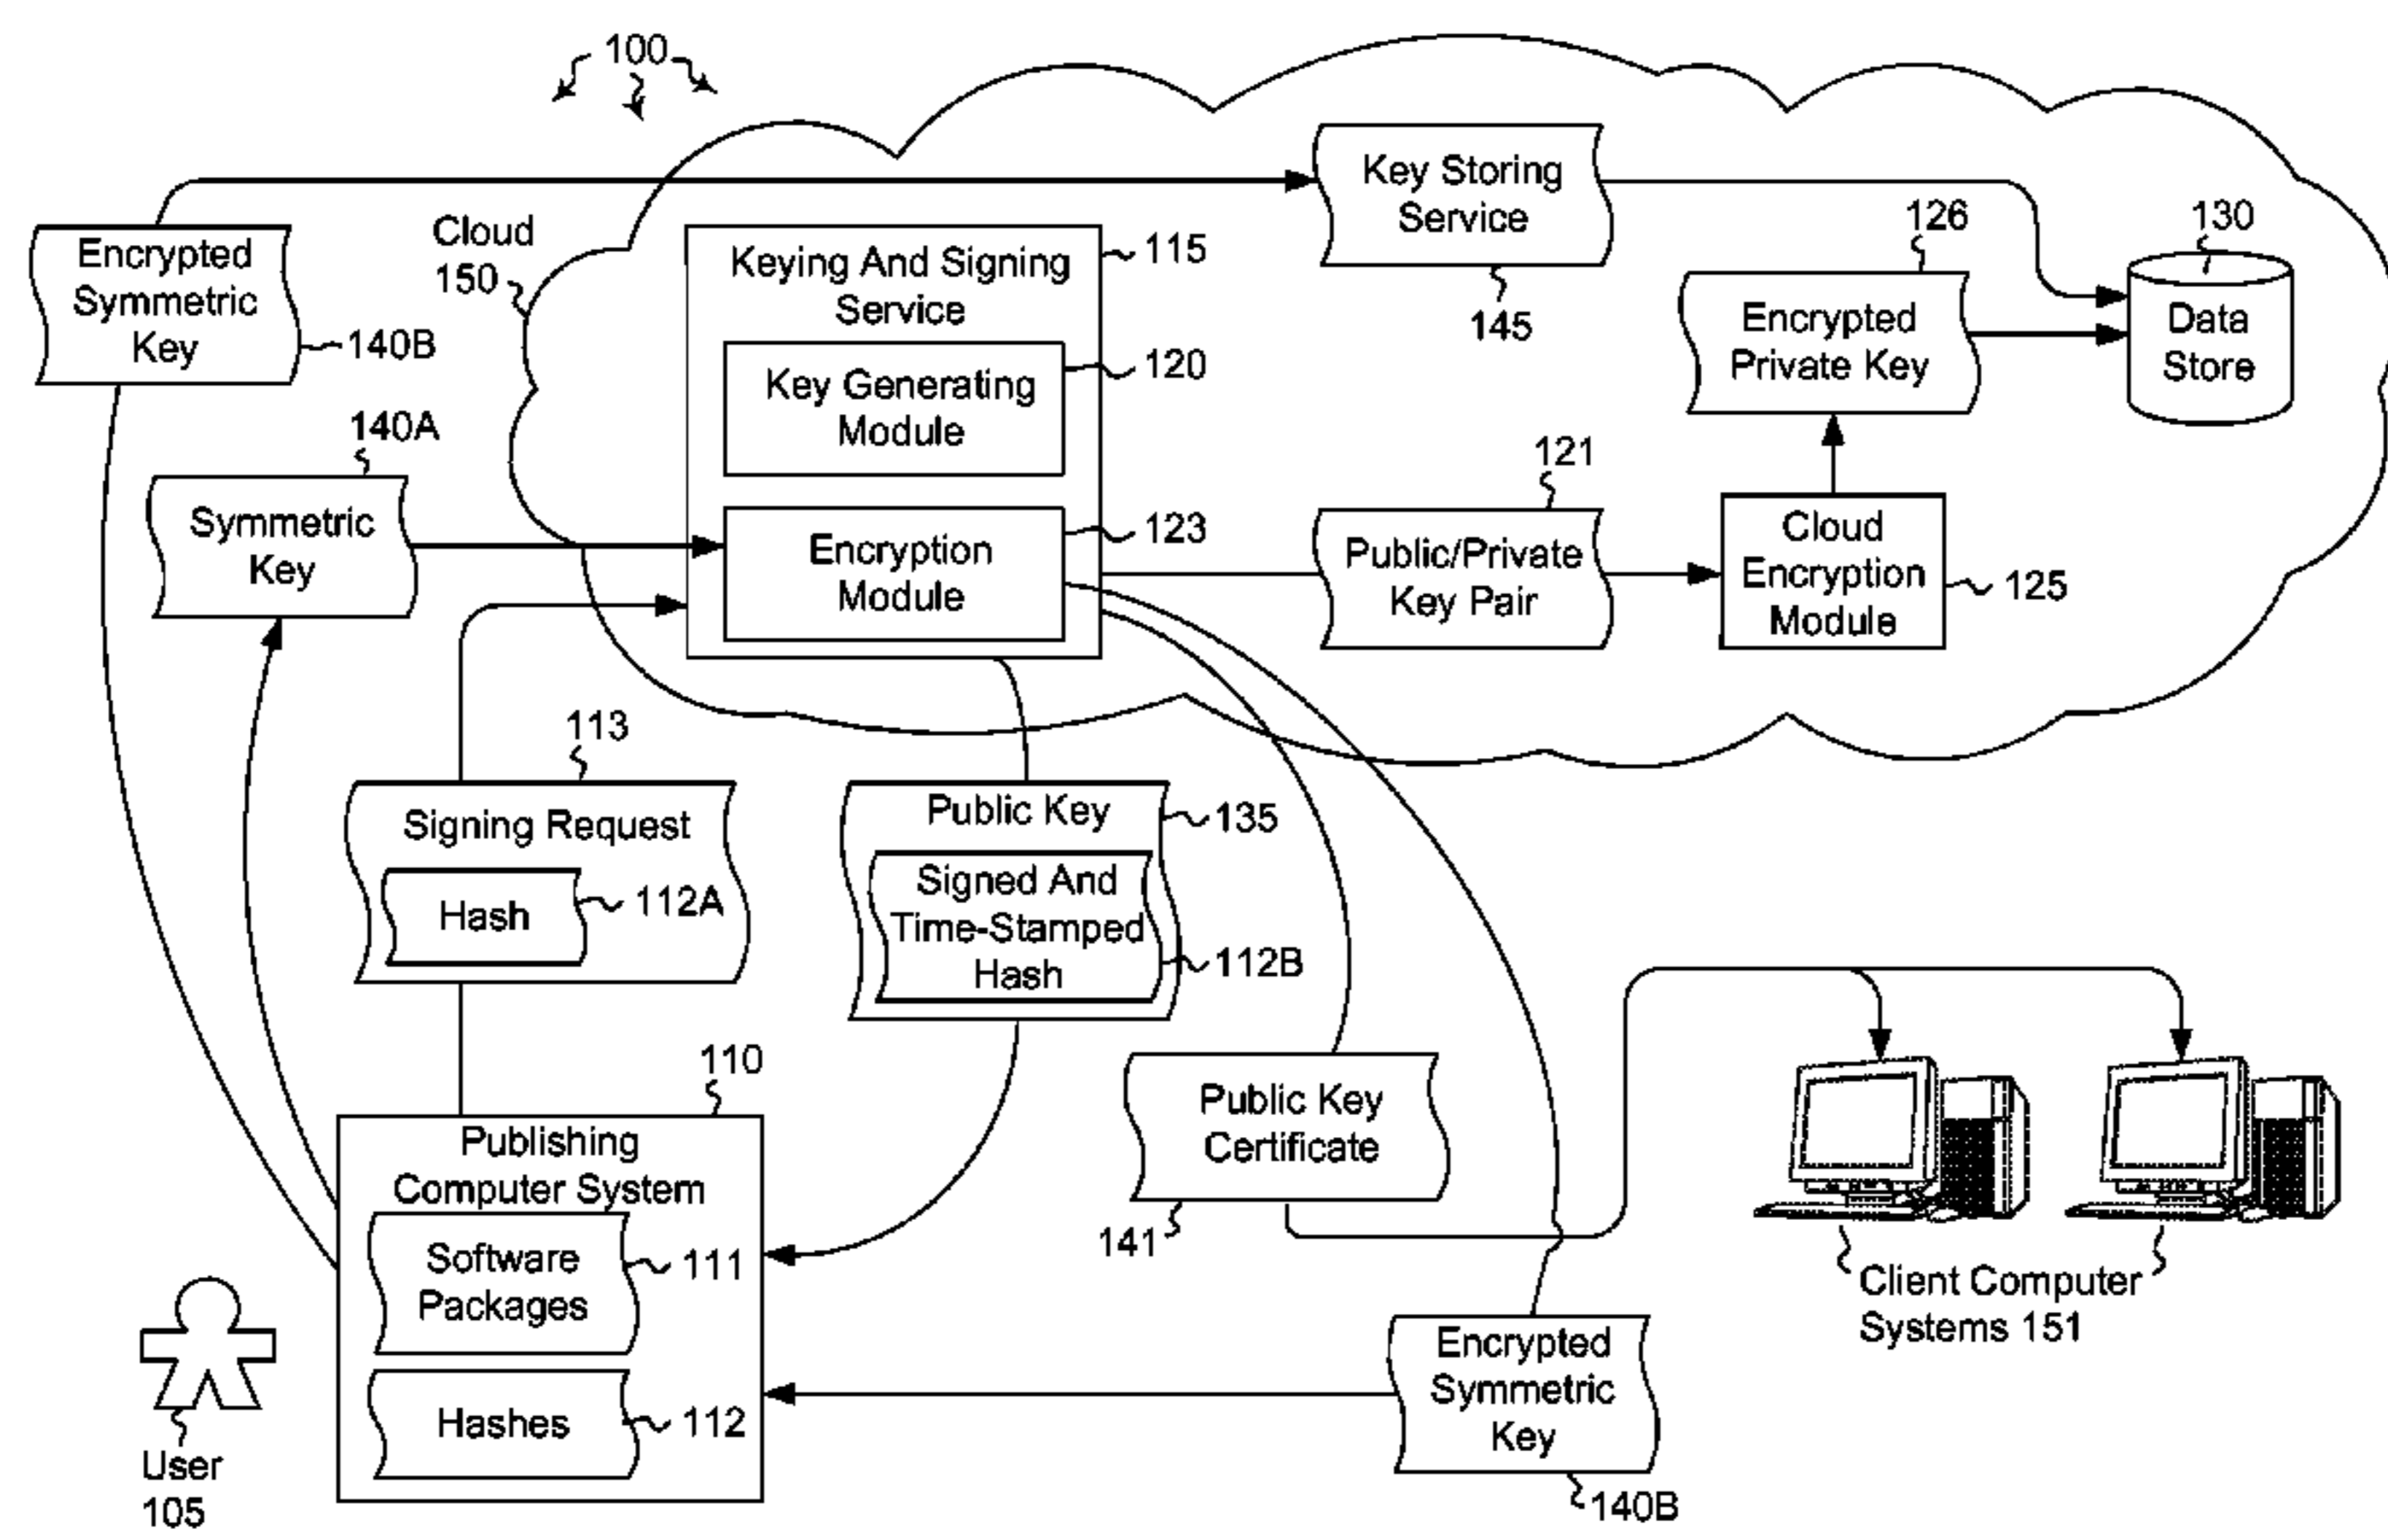 100
Cloud
150
Encrypted
Symmetric
Key
140B
140A
Symmetric
Key
Keying And Signing
Service
115
Key Generating
Module
120
Encryption
Module
123
Key Storing
Service
145
126
Encrypted
Private Key
130
Data
Store
121
Public/Private
Key Pair
Cloud
Encryption
Module
125
113
Signing Request
Hash
112A
Public Key
135
Signed And
Time-Stamped
Hash
112B
110
Publishing
Computer System
Software
Packages
111
Hashes
112
User
105
Public Key
Certificate
141
Encrypted
Symmetric
Key
140B
Client Computer
Systems 151